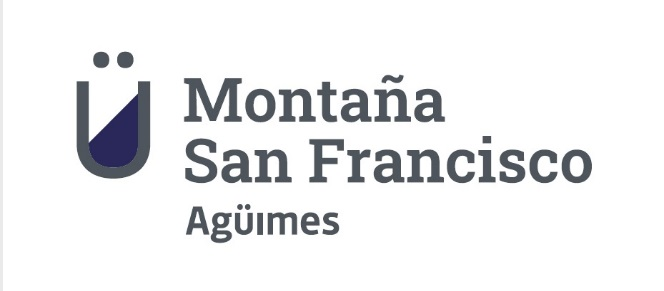 Ü
Montaña
San Francisco
Agüimes